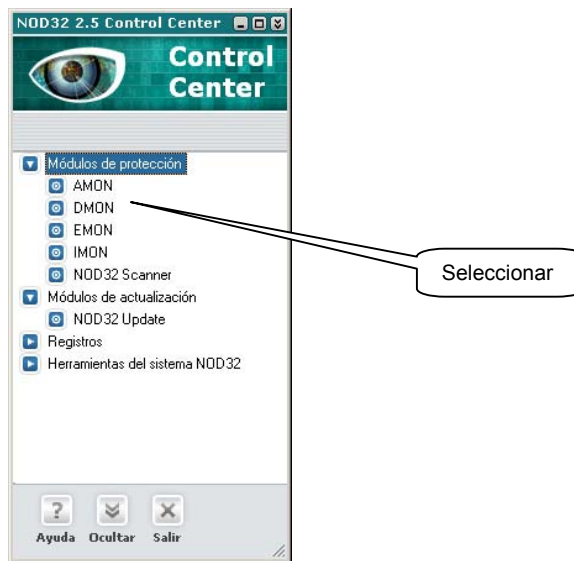 NOD32 2.5 Control Center
Control
Center
Módulos de protección
AMON
DMON
EMON
IMON
NOD32 Scanner
Módulos de actualización
NOD32 Update
Registros
Herramientas del sistema NOD32
Seleccionar
?
Ayuda Ocultar Salir